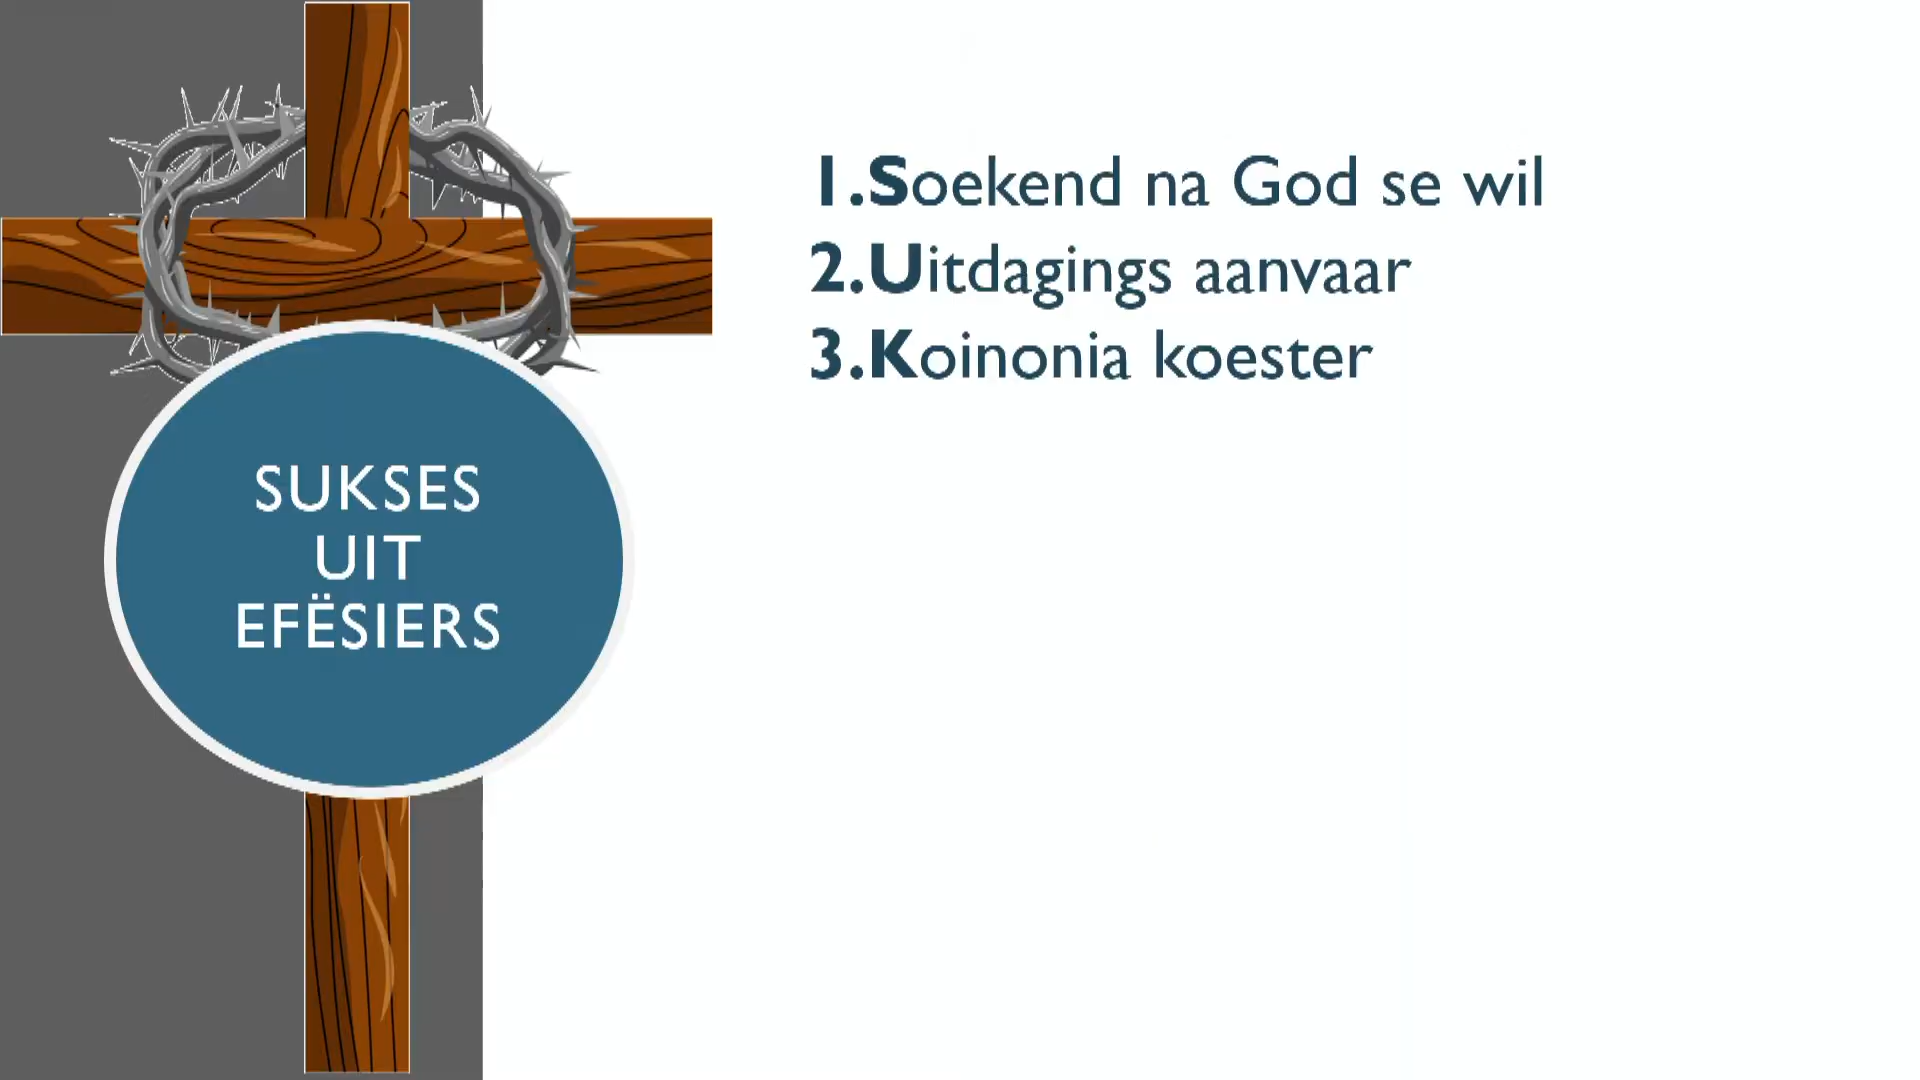 SUKSES
UIT
EFËSIERS
1.Soekend na God se wil
2.Uitdagings aanvaar
3.Koinonia koester